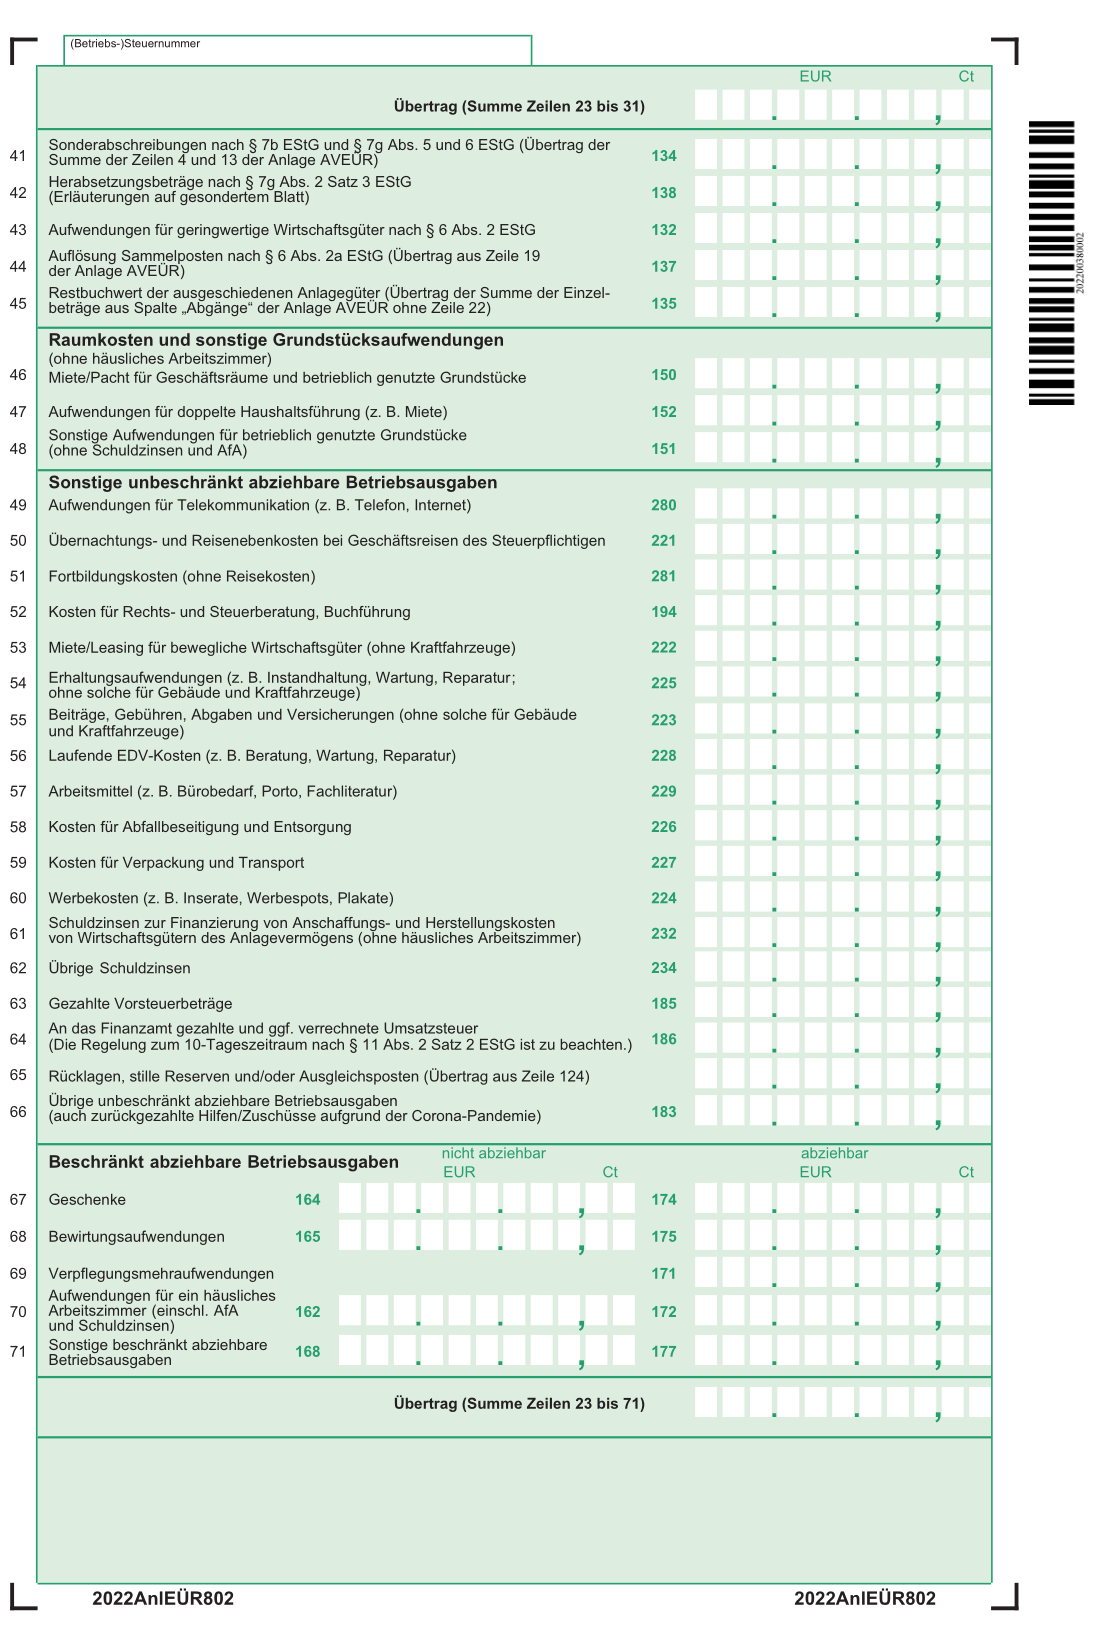 (Betriebs-)Steuernummer
EUR Ct
Übertrag (Summe Zeilen 23 bis 31)
41 Sonderabschreibungen nach § 7b EStG und § 7g Abs. 5 und 6 EStG (Übertrag der
Summe der Zeilen 4 und 13 der Anlage AVEÜR) 134
42 Herabsetzungsbeträge nach § 7g Abs. 2 Satz 3 EStG
(Erläuterungen auf gesondertem Blatt) 138
43 Aufwendungen für geringwertige Wirtschaftsgüter nach § 6 Abs. 2 EStG 132
44 Auflösung Sammelposten nach § 6 Abs. 2a EStG (Übertrag aus Zeile 19
der Anlage AVEÜR) 137
45 Restbuchwert der ausgeschiedenen Anlagegüter (Übertrag der Summe der Einzel-
beträge aus Spalte „Abgänge“ der Anlage AVEÜR ohne Zeile 22) 135
Raumkosten und sonstige Grundstücksaufwendungen
(ohne häusliches Arbeitszimmer)
46 Miete/Pacht für Geschäftsräume und betrieblich genutzte Grundstücke 150
47 Aufwendungen für doppelte Haushaltsführung (z. B. Miete) 152
48 Sonstige Aufwendungen für betrieblich genutzte Grundstücke
(ohne Schuldzinsen und AfA) 151
Sonstige unbeschränkt abziehbare Betriebsausgaben
49 Aufwendungen für Telekommunikation (z. B. Telefon, Internet) 280
50 Übernachtungs- und Reisenebenkosten bei Geschäftsreisen des Steuerpflichtigen 221
51 Fortbildungskosten (ohne Reisekosten) 281
52 Kosten für Rechts- und Steuerberatung, Buchführung 194
53 Miete/Leasing für bewegliche Wirtschaftsgüter (ohne Kraftfahrzeuge) 222
54 Erhaltungsaufwendungen (z. B. Instandhaltung, Wartung, Reparatur;
ohne solche für Gebäude und Kraftfahrzeuge) 225
55 Beiträge, Gebühren, Abgaben und Versicherungen (ohne solche für Gebäude
und Kraftfahrzeuge) 223
56 Laufende EDV-Kosten (z. B. Beratung, Wartung, Reparatur) 228
57 Arbeitsmittel (z. B. Bürobedarf, Porto, Fachliteratur) 229
58 Kosten für Abfallbeseitigung und Entsorgung 226
59 Kosten für Verpackung und Transport 227
60 Werbekosten (z. B. Inserate, Werbespots, Plakate) 224
61 Schuldzinsen zur Finanzierung von Anschaffungs- und Herstellungskosten
von Wirtschaftsgütern des Anlagevermögens (ohne häusliches Arbeitszimmer) 232
62 Übrige Schuldzinsen 234
63 Gezahlte Vorsteuerbeträge 185
64 An das Finanzamt gezahlte und ggf. verrechnete Umsatzsteuer
(Die Regelung zum 10-Tageszeitraum nach § 11 Abs. 2 Satz 2 EStG ist zu beachten.) 186
65 Rücklagen, stille Reserven und/oder Ausgleichsposten (Übertrag aus Zeile 124)
66 Übrige unbeschränkt abziehbare Betriebsausgaben
(auch zurückgezahlte Hilfen/Zuschüsse aufgrund der Corona-Pandemie) 183
Beschränkt abziehbare Betriebsausgaben
nicht abziehbar abziehbar
EUR Ct EUR Ct
67 Geschenke 164 174
68 Bewirtungsaufwendungen 165 175
69 Verpflegungsmehraufwendungen 171
70 Aufwendungen für ein häusliches
Arbeitszimmer (einschl. AfA 162 172
und Schuldzinsen)
71 Sonstige beschränkt abziehbare
Betriebsausgaben 168 177
Übertrag (Summe Zeilen 23 bis 71)
2022AnlEÜR802 2022AnlEÜR802
202200380002